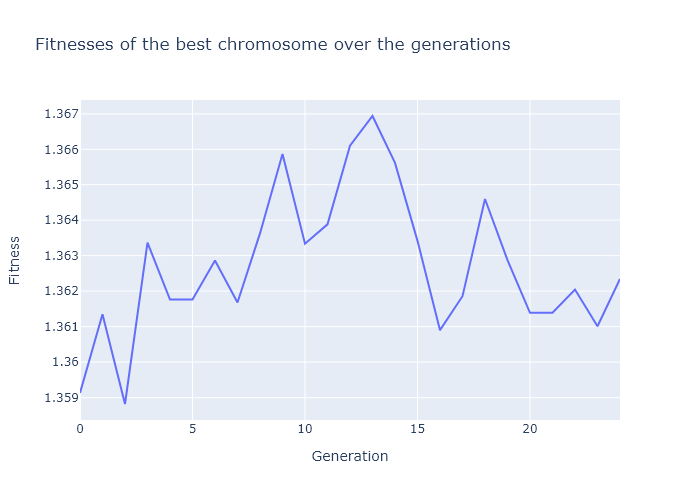 Fitnesses of the best chromosome over the generations
1.367
1.366
1.365
1.364
1.363
1.362
1.361
1.36
1.359
Fitness
0 5 10 15 20
Generation